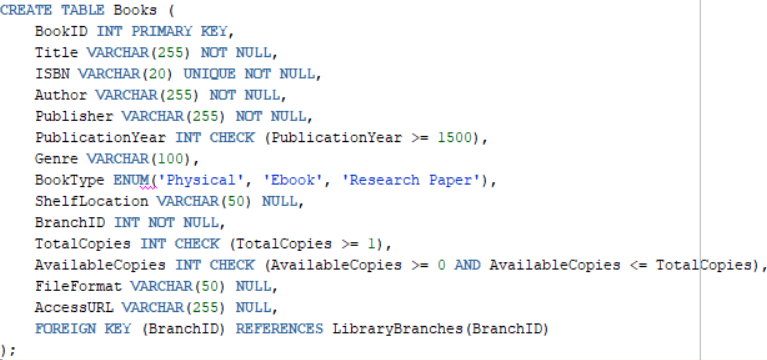 CREATE TABLE Books (
    BookID INT PRIMARY KEY,
    Title VARCHAR(255) NOT NULL,
    ISBN VARCHAR(20) UNIQUE NOT NULL,
    Author VARCHAR(255) NOT NULL,
    Publisher VARCHAR(255) NOT NULL,
    PublicationYear INT CHECK (PublicationYear >= 1500),
    Genre VARCHAR(100),
    BookType ENUM('Physical', 'Ebook', 'Research Paper'),
    ShelfLocation VARCHAR(50) NULL,
    BranchID INT NOT NULL,
    TotalCopies INT CHECK (TotalCopies >= 1),
    AvailableCopies INT CHECK (AvailableCopies >= 0 AND AvailableCopies <= TotalCopies),
    FileFormat VARCHAR(50) NULL,
    AccessURL VARCHAR(255) NULL,
    FOREIGN KEY (BranchID) REFERENCES LibraryBranches(BranchID)
);